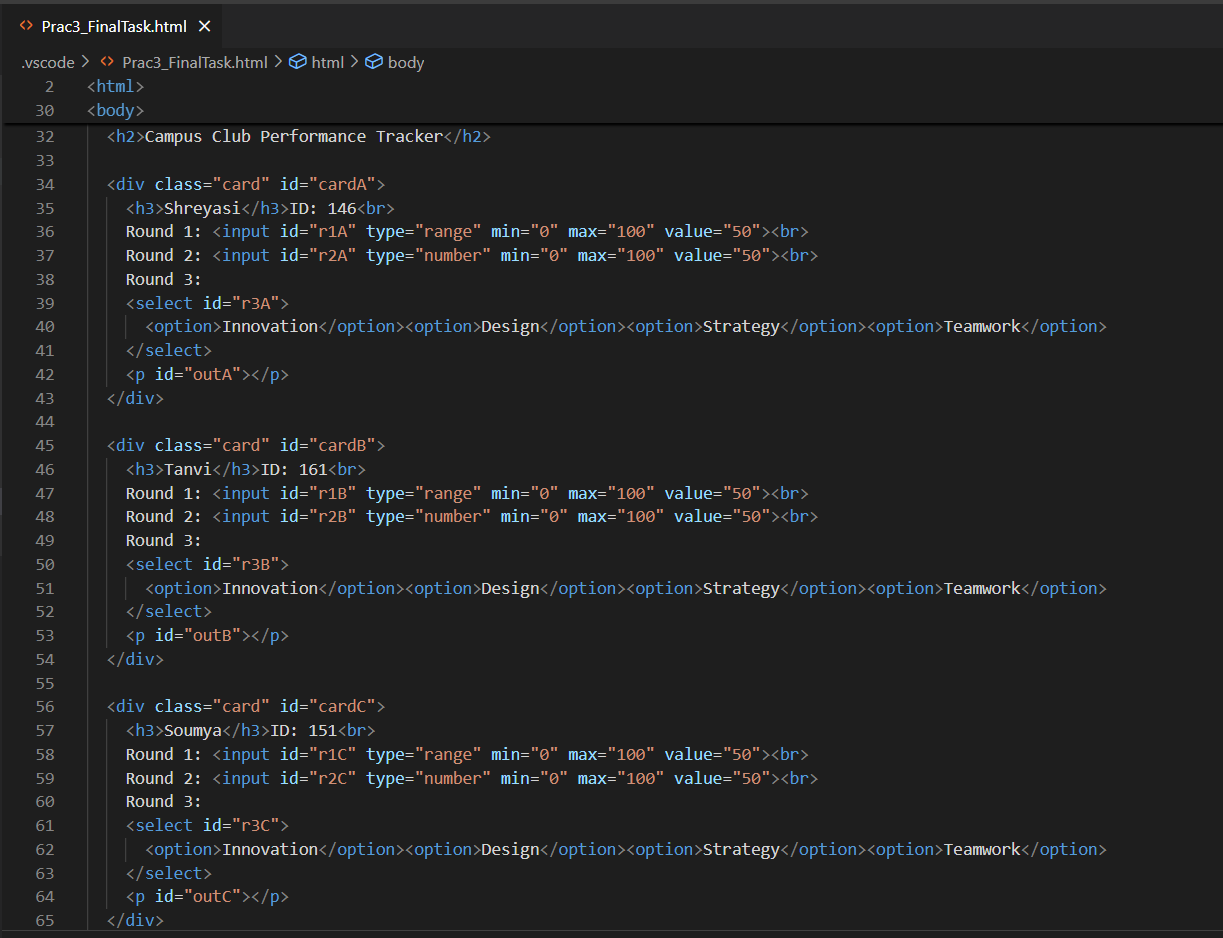 <> Prac3_FinalTask.html ×
.vscode > <> Prac3_FinalTask.html > html > body
2 <html>
30 <body>
32 <h2>Campus Club Performance Tracker</h2>
33
34 <div class="card" id="cardA">
35 <h3>Shreyasi</h3>ID: 146<br>
36 Round 1: <input id="r1A" type="range" min="0" max="100" value="50"><br>
37 Round 2: <input id="r2A" type="number" min="0" max="100" value="50"><br>
38 Round 3:
39 <select id="r3A">
40 <option>Innovation</option><option>Design</option><option>Strategy</option><option>Teamwork</option>
41 </select>
42 <p id="outA"></p>
43 </div>
44
45 <div class="card" id="cardB">
46 <h3>Tanvi</h3>ID: 161<br>
47 Round 1: <input id="r1B" type="range" min="0" max="100" value="50"><br>
48 Round 2: <input id="r2B" type="number" min="0" max="100" value="50"><br>
49 Round 3:
50 <select id="r3B">
51 <option>Innovation</option><option>Design</option><option>Strategy</option><option>Teamwork</option>
52 </select>
53 <p id="outB"></p>
54 </div>
55
56 <div class="card" id="cardC">
57 <h3>Soumya</h3>ID: 151<br>
58 Round 1: <input id="r1C" type="range" min="0" max="100" value="50"><br>
59 Round 2: <input id="r2C" type="number" min="0" max="100" value="50"><br>
60 Round 3:
61 <select id="r3C">
62 <option>Innovation</option><option>Design</option><option>Strategy</option><option>Teamwork</option>
63 </select>
64 <p id="outC"></p>
65 </div>